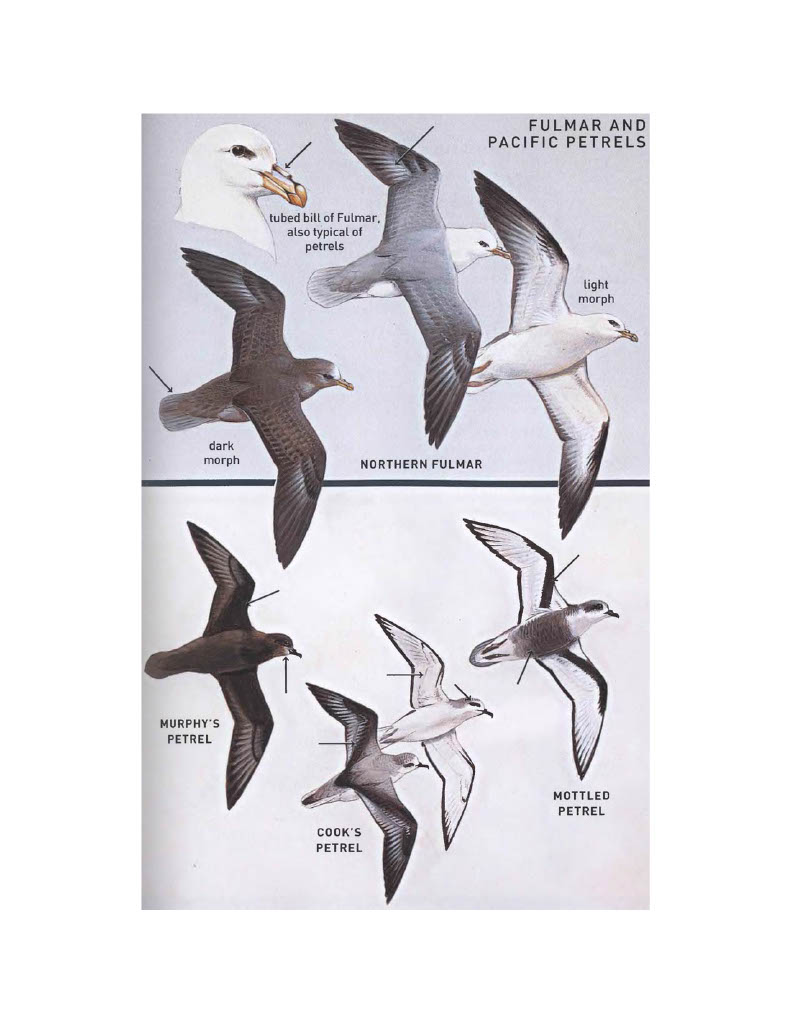 FULMAR AND
PACIFIC PETRELS
tubed bill of Fulmar,
also typical of
petrels
light
morph
dark
morph
NORTHERN FULMAR
MURPHY'S
PETREL
COOK'S
PETREL
MOTTLED
PETREL